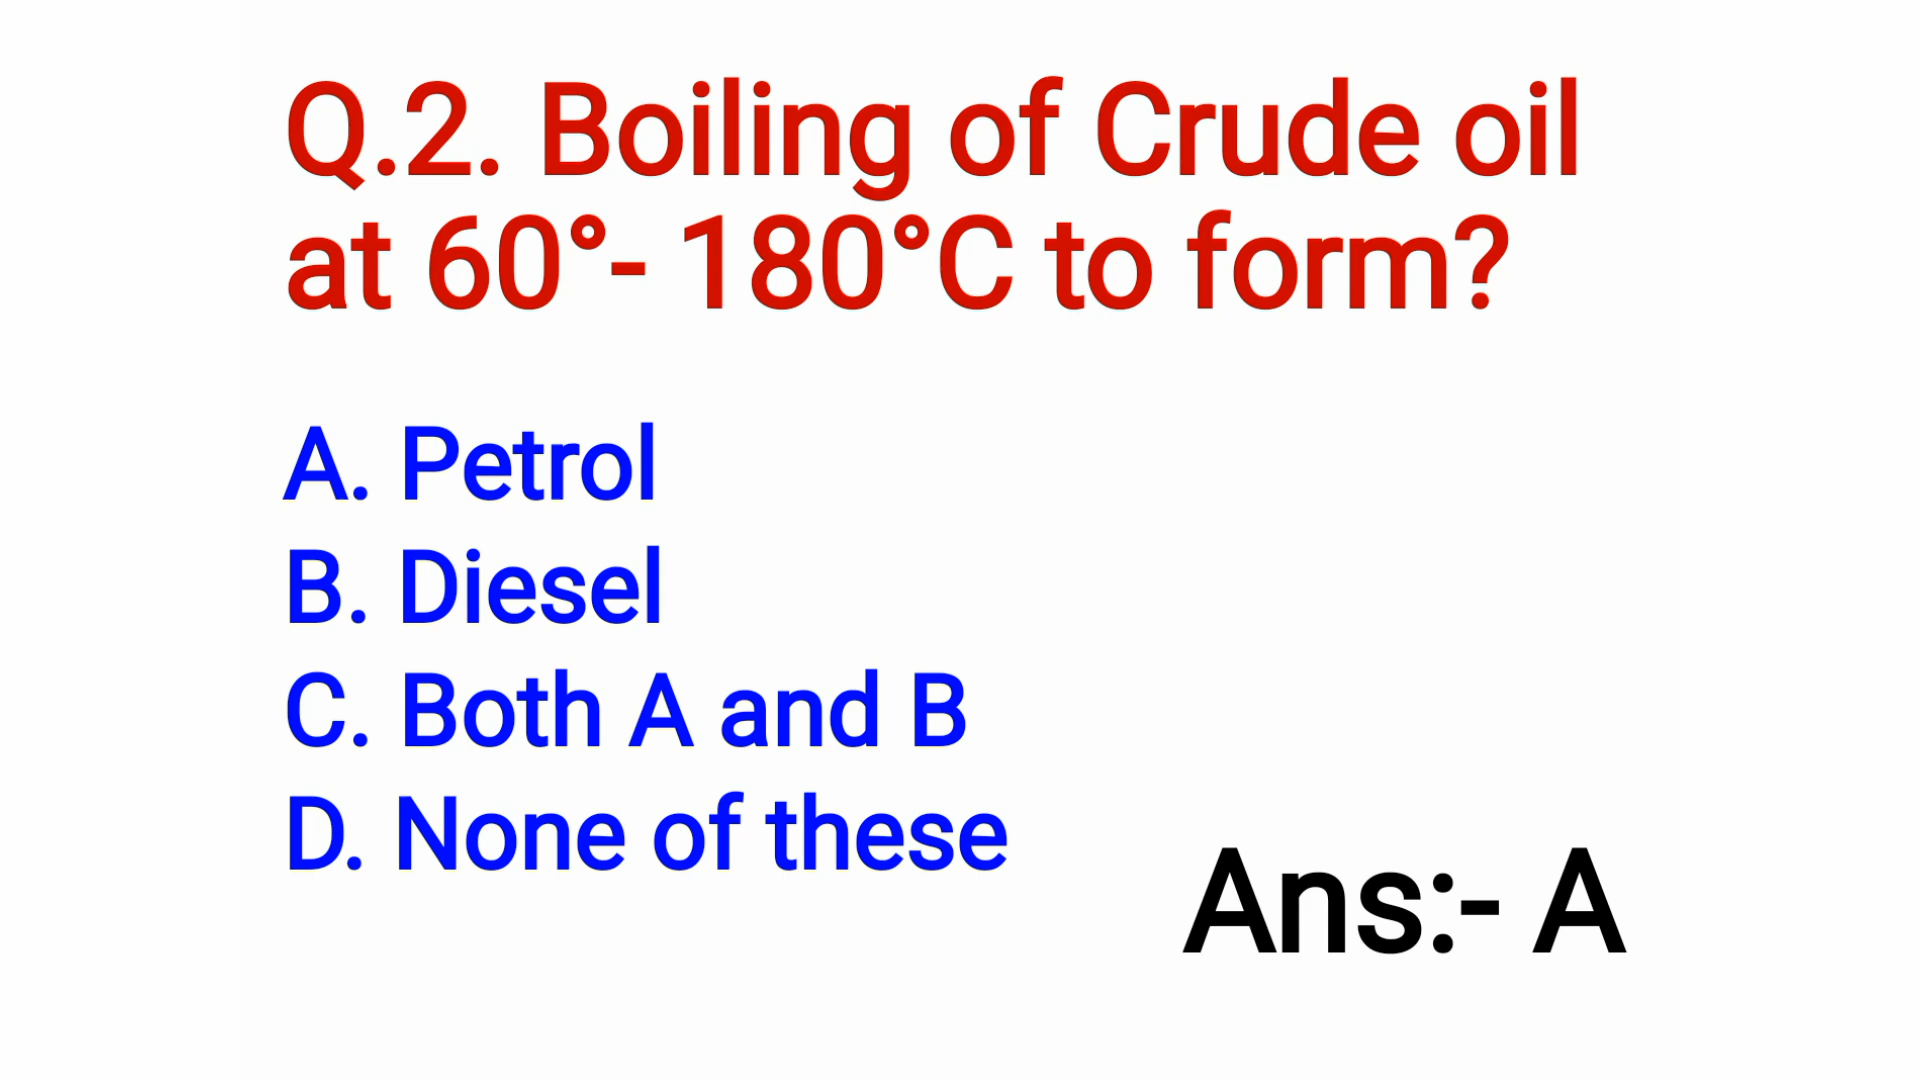 Q.2. Boiling of Crude oil
at 60°- 180°C to form?
A. Petrol
B. Diesel
C. Both A and B
D. None of these
Ans:- A